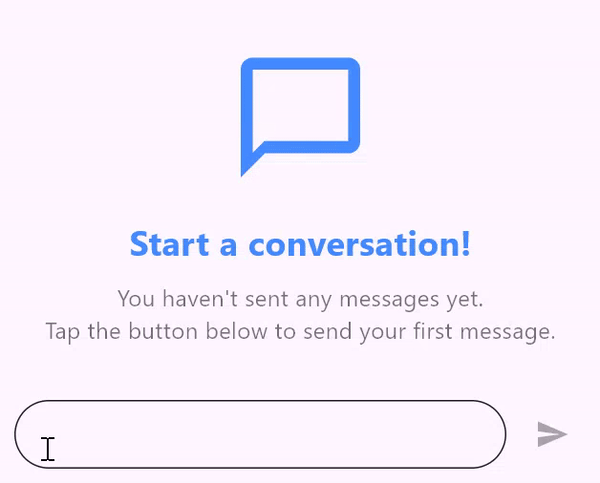 Start a conversation!
You haven't sent any messages yet.
Tap the button below to send your first message.